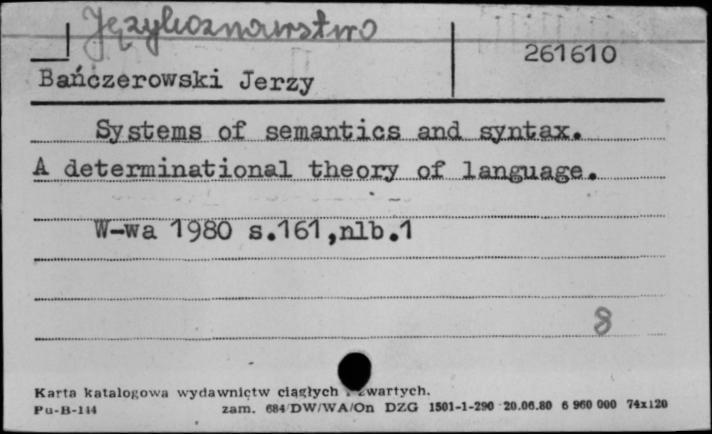 Językoznawstwo
261610
Bańczerowski Jerzy
Systems of semantics and syntax.
A determinational theory of language.
W-wa 1980 s.161,nlb.1
8
Karta katalogowa wydawnictw ciągłych zwartych.
Pu-B-114 zam. 684/DW/WA/On DZG 1501-1-290 20.06.80 6 960 000 74x120